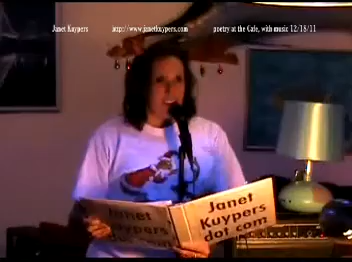 Janet Kuypers http://www.janetkuypers.com poetry at the Cafe, with music 12/18/11
Janet
Kuypers
dot com
Janet
Kuypers
dot com